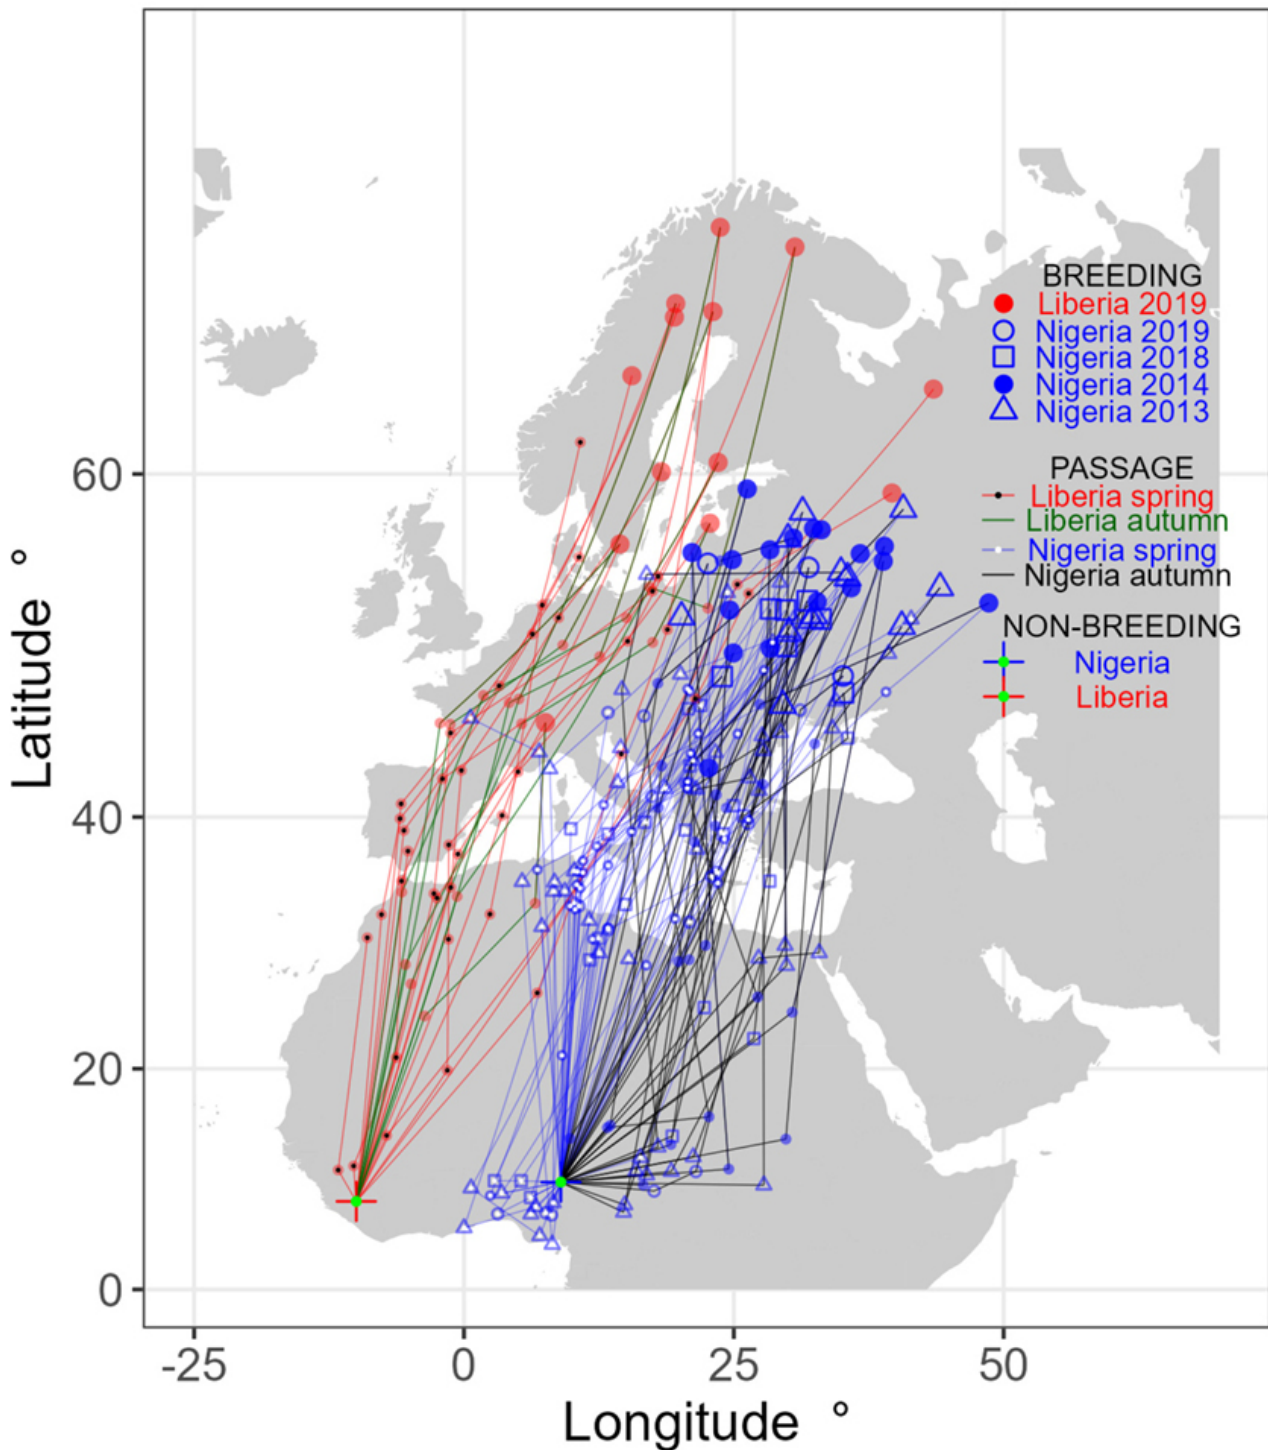 BREEDING
Liberia 2019
Nigeria 2019
Nigeria 2018
Nigeria 2014
Nigeria 2013
60
PASSAGE
Liberia spring
Liberia autumn
Nigeria spring
Nigeria autumn
NON-BREEDING
Nigeria
Liberia
Latitude °
40
20
0
-25
0
25
50
Longitude °